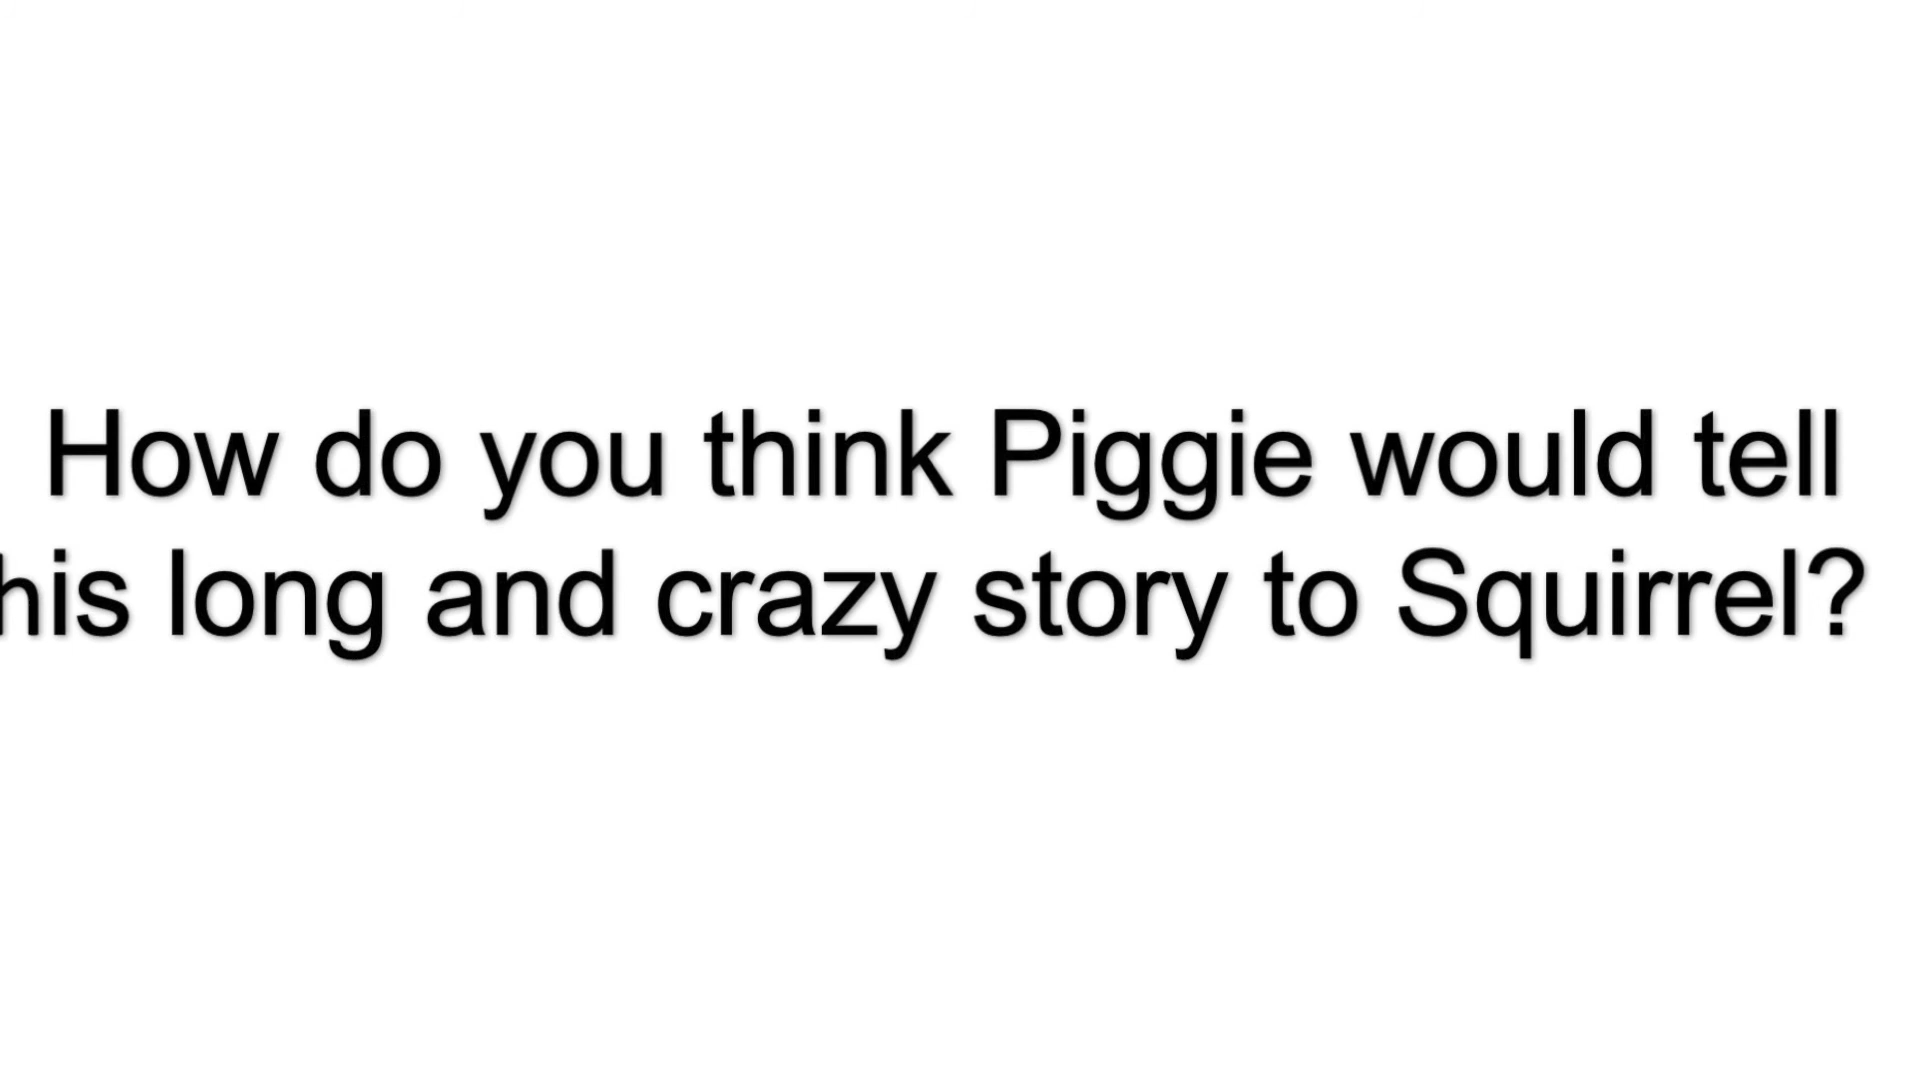 How do you think Piggie would tell
his long and crazy story to Squirrel?